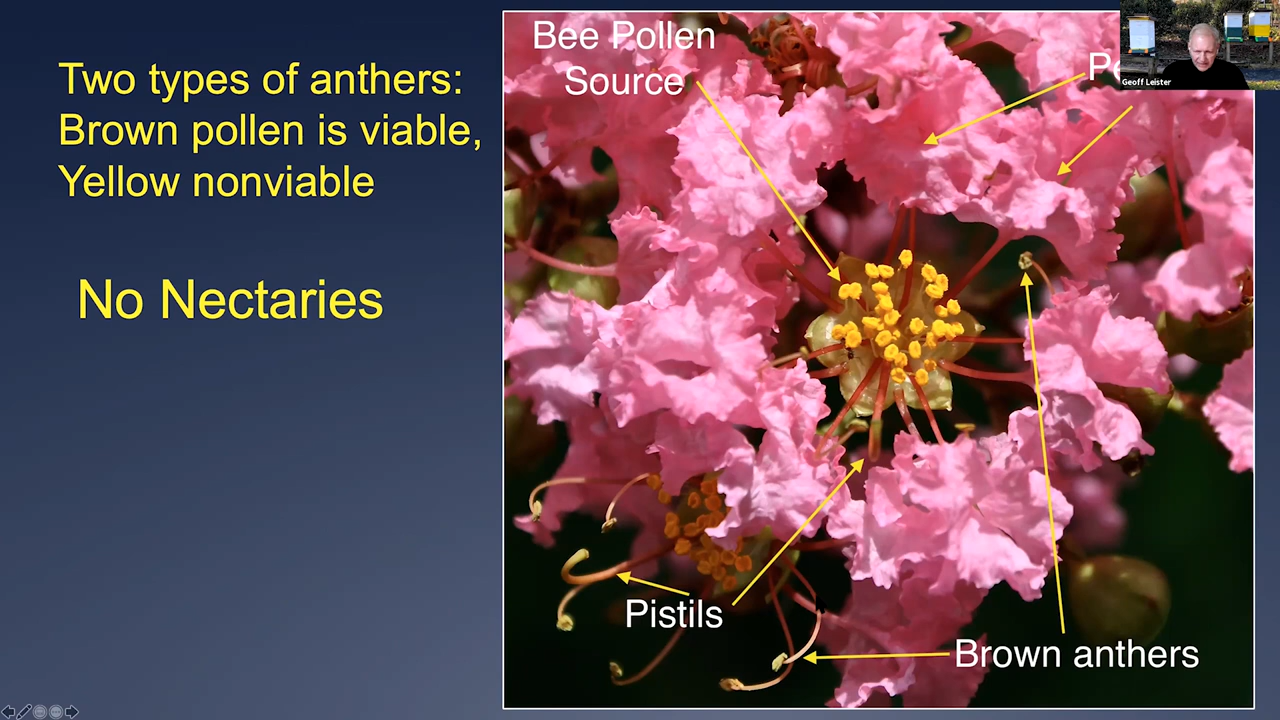 Two types of anthers:
Brown pollen is viable,
Yellow nonviable
No Nectaries
Bee Pollen
Source
Geoff Leister
Pistils
Brown anthers